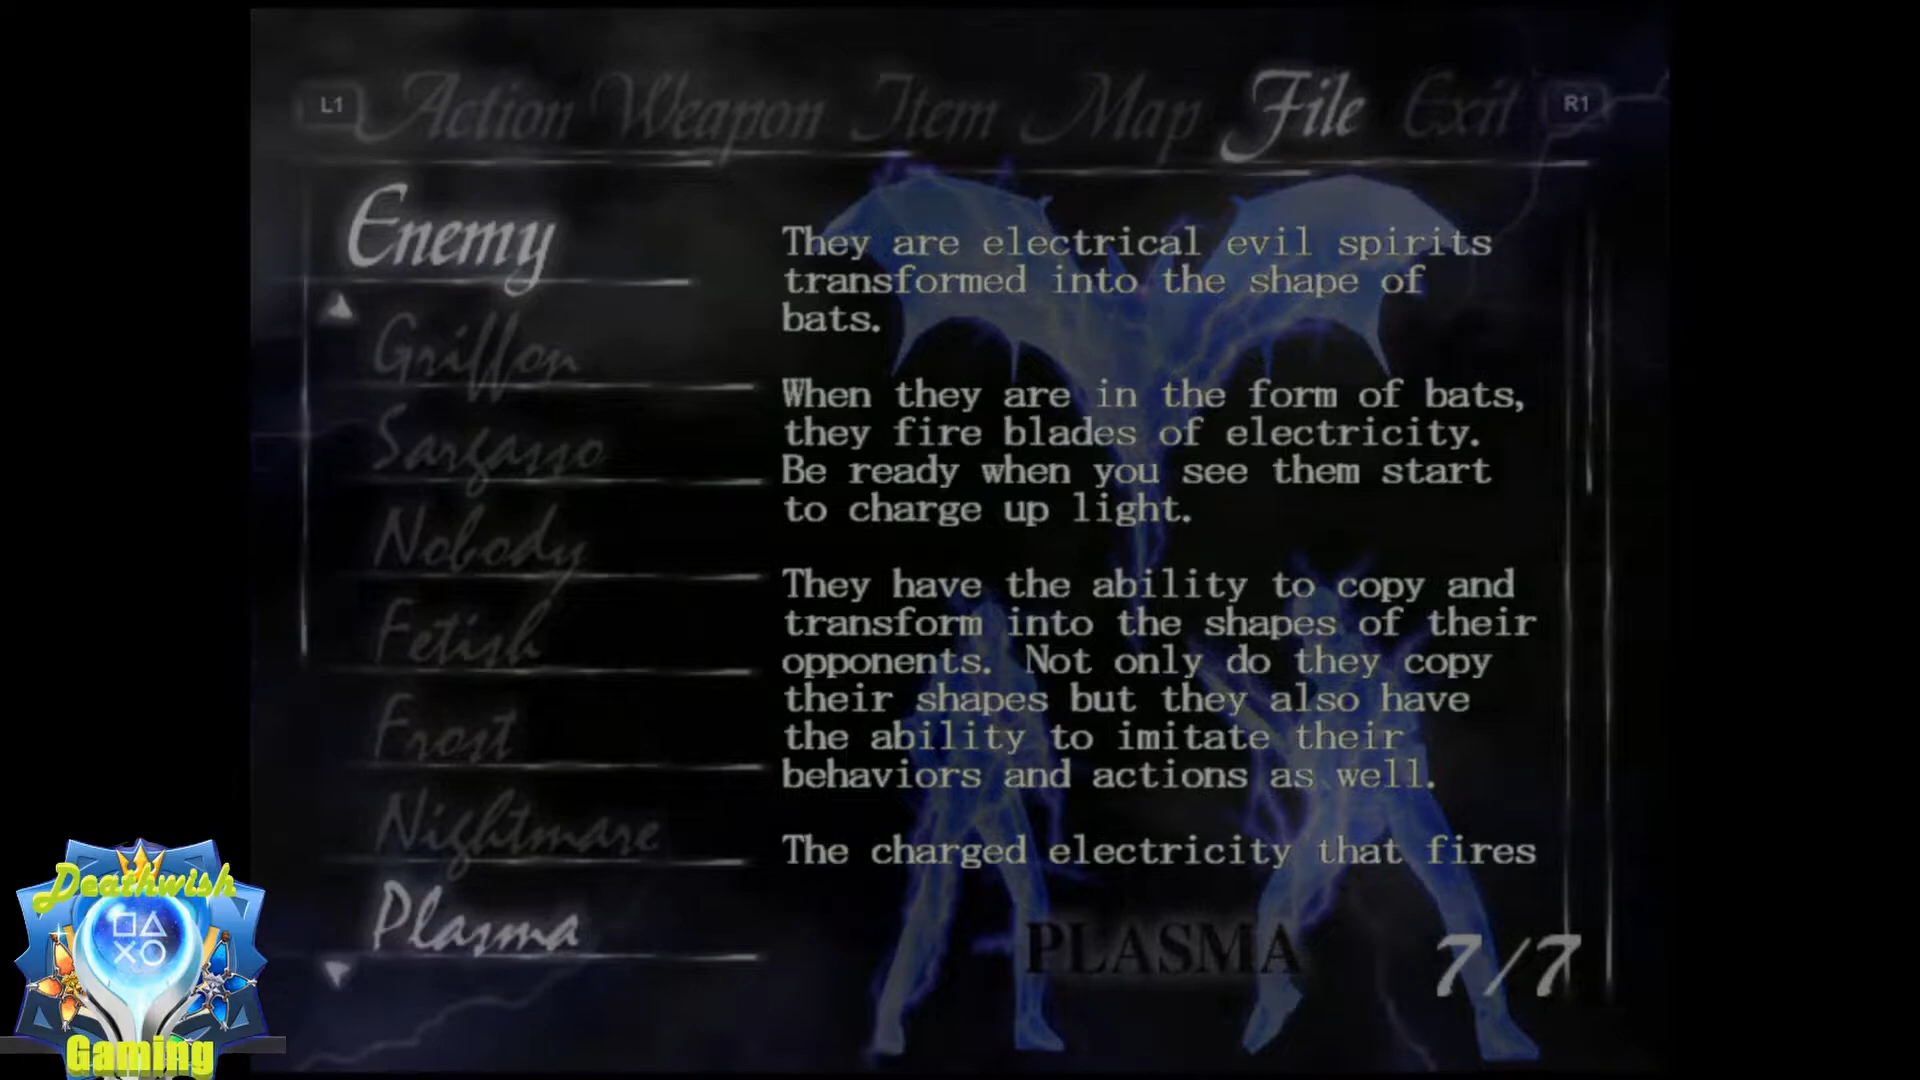 L1 Action Weapon Item Map File Exit R1
Enemy
Griffon
Sargasso
Nobody
Fetish
Frost
Nightmare
Plasma
They are electrical evil spirits
transformed into the shape of
bats.
When they are in the form of bats,
they fire blades of electricity.
Be ready when you see them start
to charge up light.
They have the ability to copy and
transform into the shapes of their
opponents. Not only do they copy
their shapes but they also have
the ability to imitate their
behaviors and actions as well.
The charged electricity that fires
PLASMA
7/7
Deathwish
Gaming